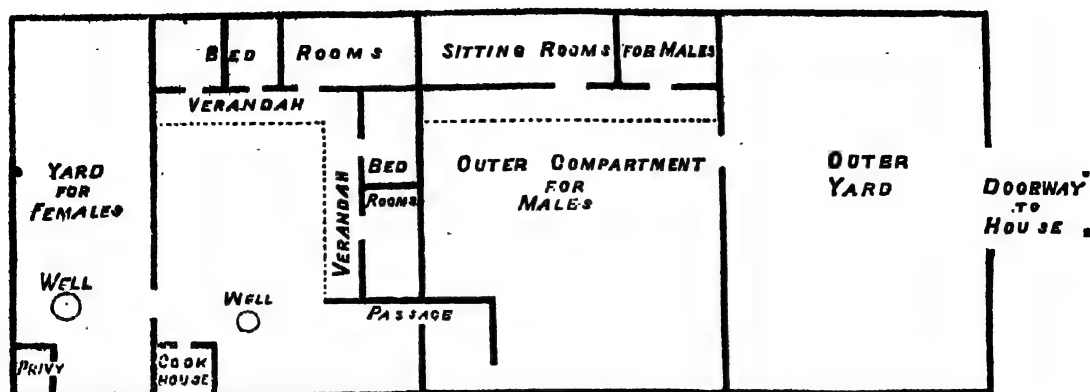 BED ROOMS
SITTING ROOMS FOR MALES
VERANDAH
YARD
FOR
FEMALES
BED
ROOMS
VERANDAH
OUTER COMPARTMENT
FOR
MALES
OUTER
YARD
DOORWAY
TO
HOUSE
WELL
WELL
PASSAGE
PRIVY
COOK
HOUSE